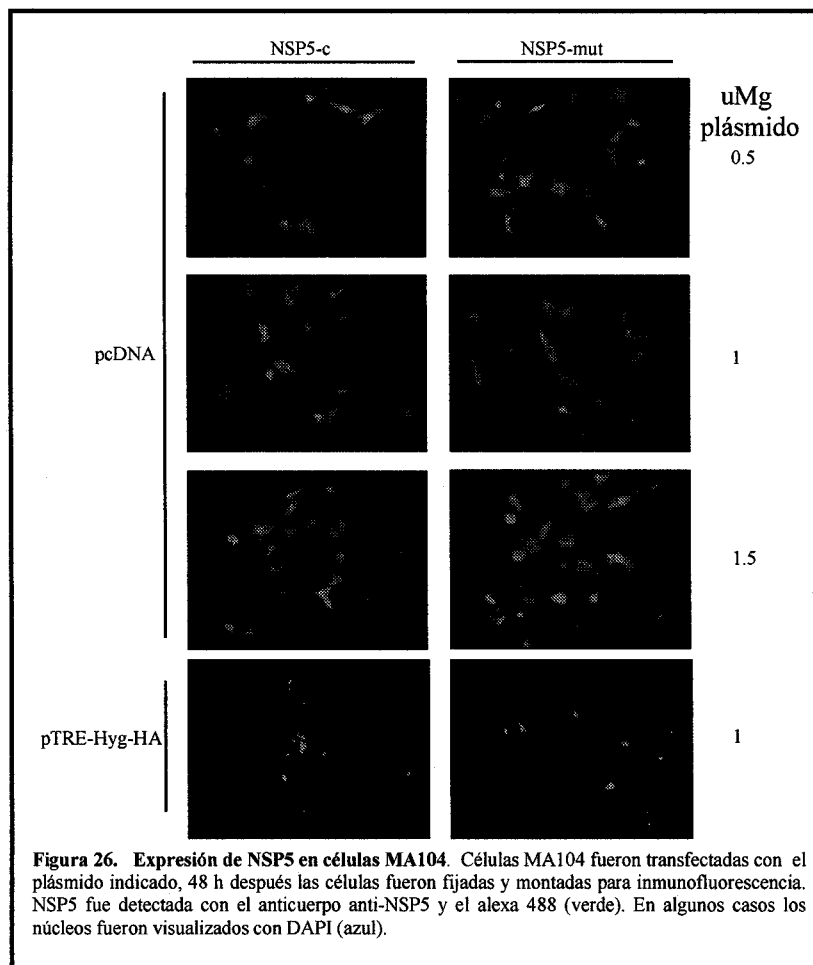 NSP5-c NSP5-mut
uMg
plásmido
0.5
pcDNA
1
1.5
pTRE-Hyg-HA
1
Figura 26. Expresión de NSP5 en células MA104. Células MA104 fueron transfectadas con el
plásmido indicado, 48 h después las células fueron fijadas y montadas para inmunofluorescencia.
NSP5 fue detectada con el anticuerpo anti-NSP5 y el alexa 488 (verde). En algunos casos los
núcleos fueron visualizados con DAPI (azul).